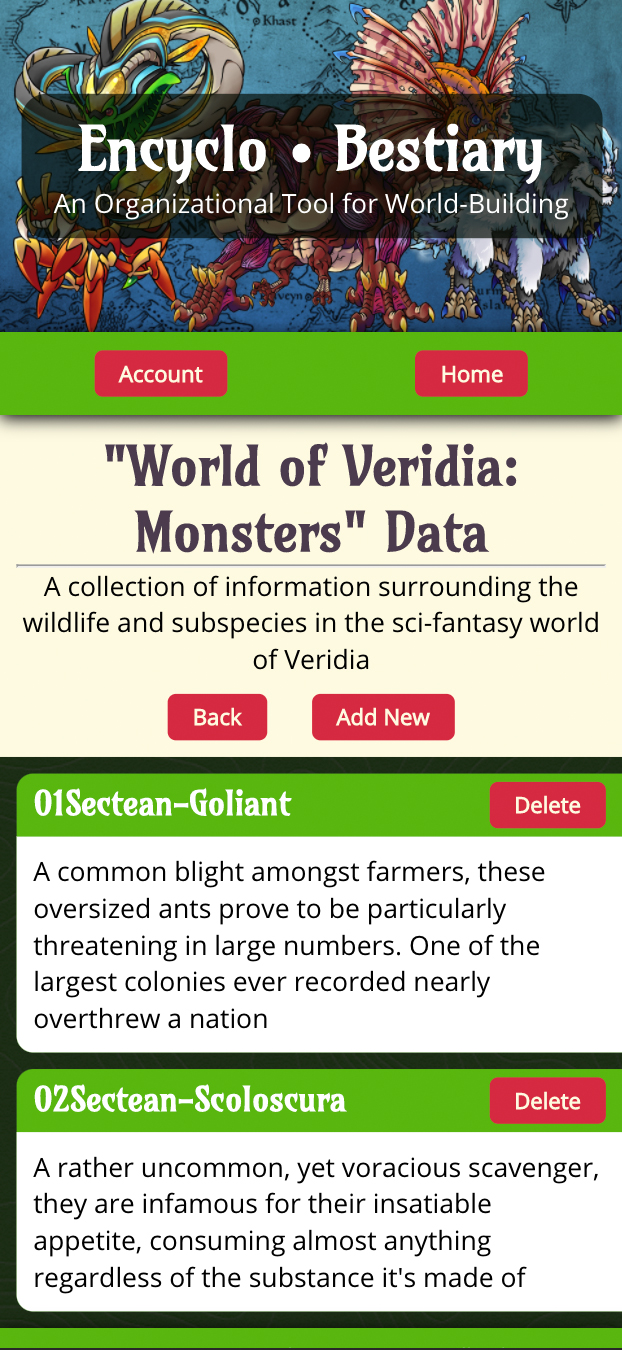 Khast
Encyclo • Bestiary
An Organizational Tool for World-Building
Account
Home
"World of Veridia:
Monsters" Data
A collection of information surrounding the
wildlife and subspecies in the sci-fantasy world
of Veridia
Back
Add New
01Sectean-Goliant
Delete
A common blight amongst farmers, these
oversized ants prove to be particularly
threatening in large numbers. One of the
largest colonies ever recorded nearly
overthrew a nation
02Sectean-Scoloscura
Delete
A rather uncommon, yet voracious scavenger,
they are infamous for their insatiable
appetite, consuming almost anything
regardless of the substance it's made of